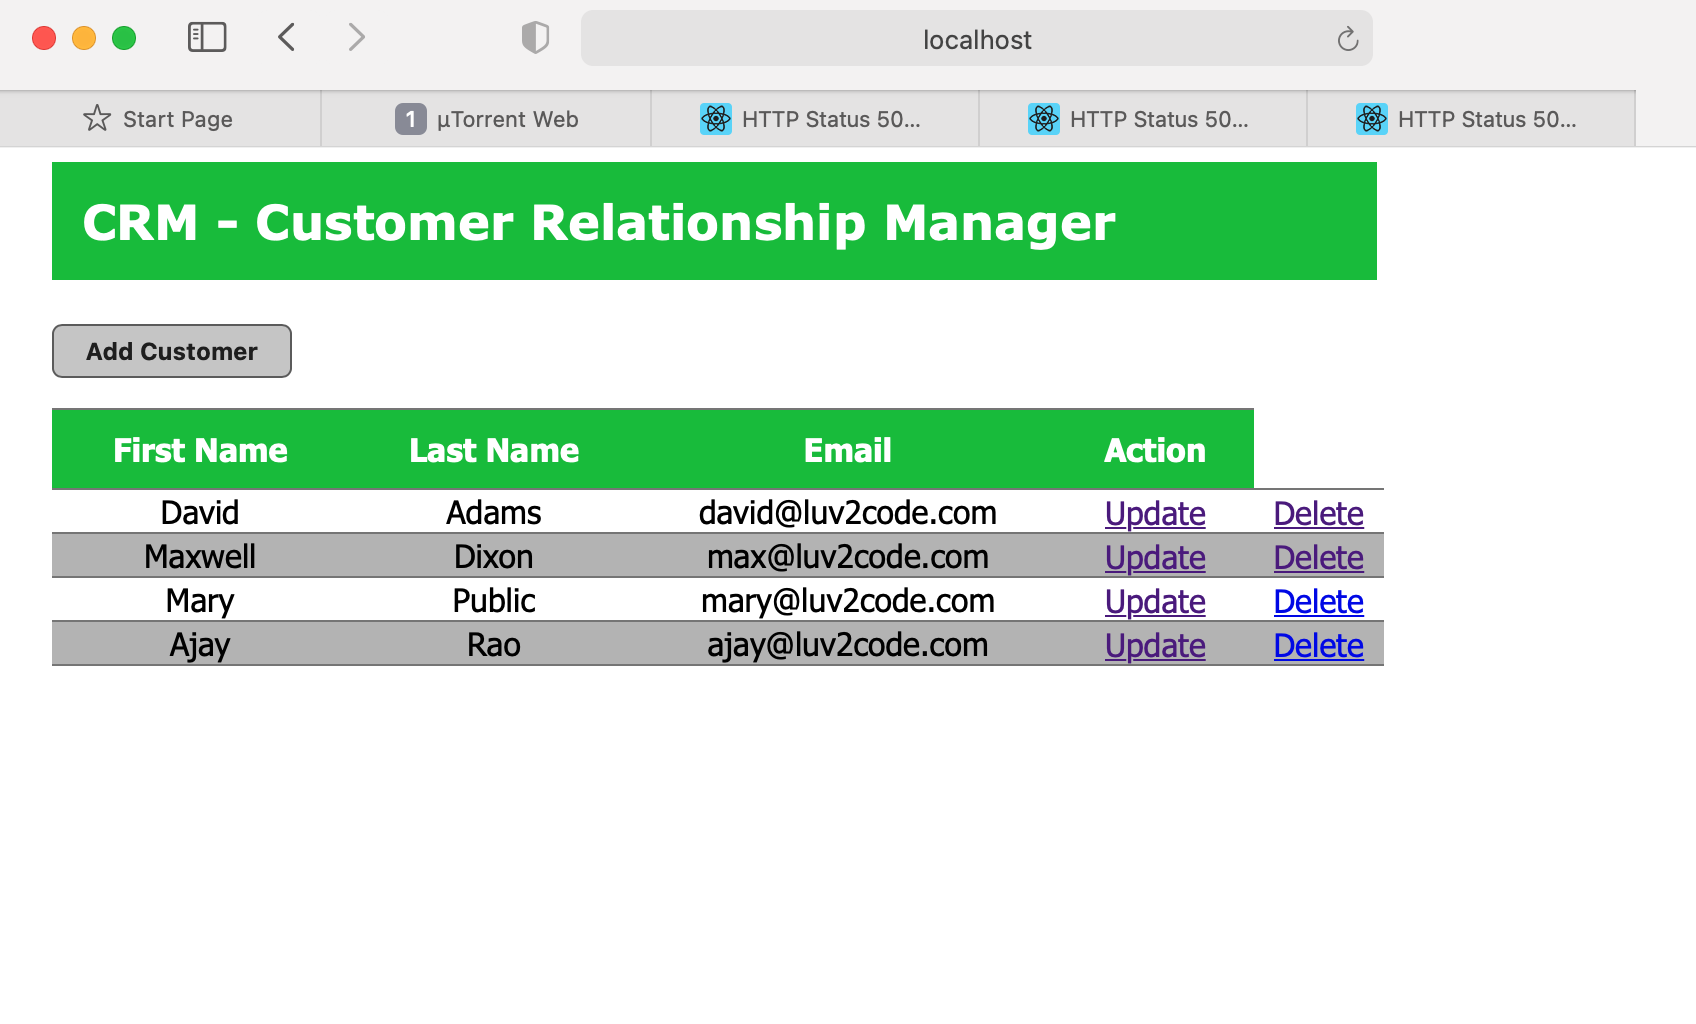 localhost
Start Page 1 µTorrent Web HTTP Status 50... HTTP Status 50... HTTP Status 50...
CRM - Customer Relationship Manager
Add Customer
First Name Last Name Email Action
David Adams david@luv2code.com Update Delete
Maxwell Dixon max@luv2code.com Update Delete
Mary Public mary@luv2code.com Update Delete
Ajay Rao ajay@luv2code.com Update Delete